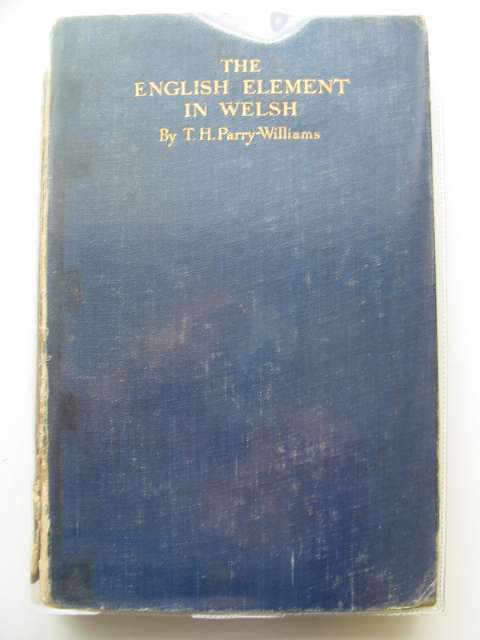 THE
ENGLISH ELEMENT
IN WELSH
By T. H. Parry-Williams